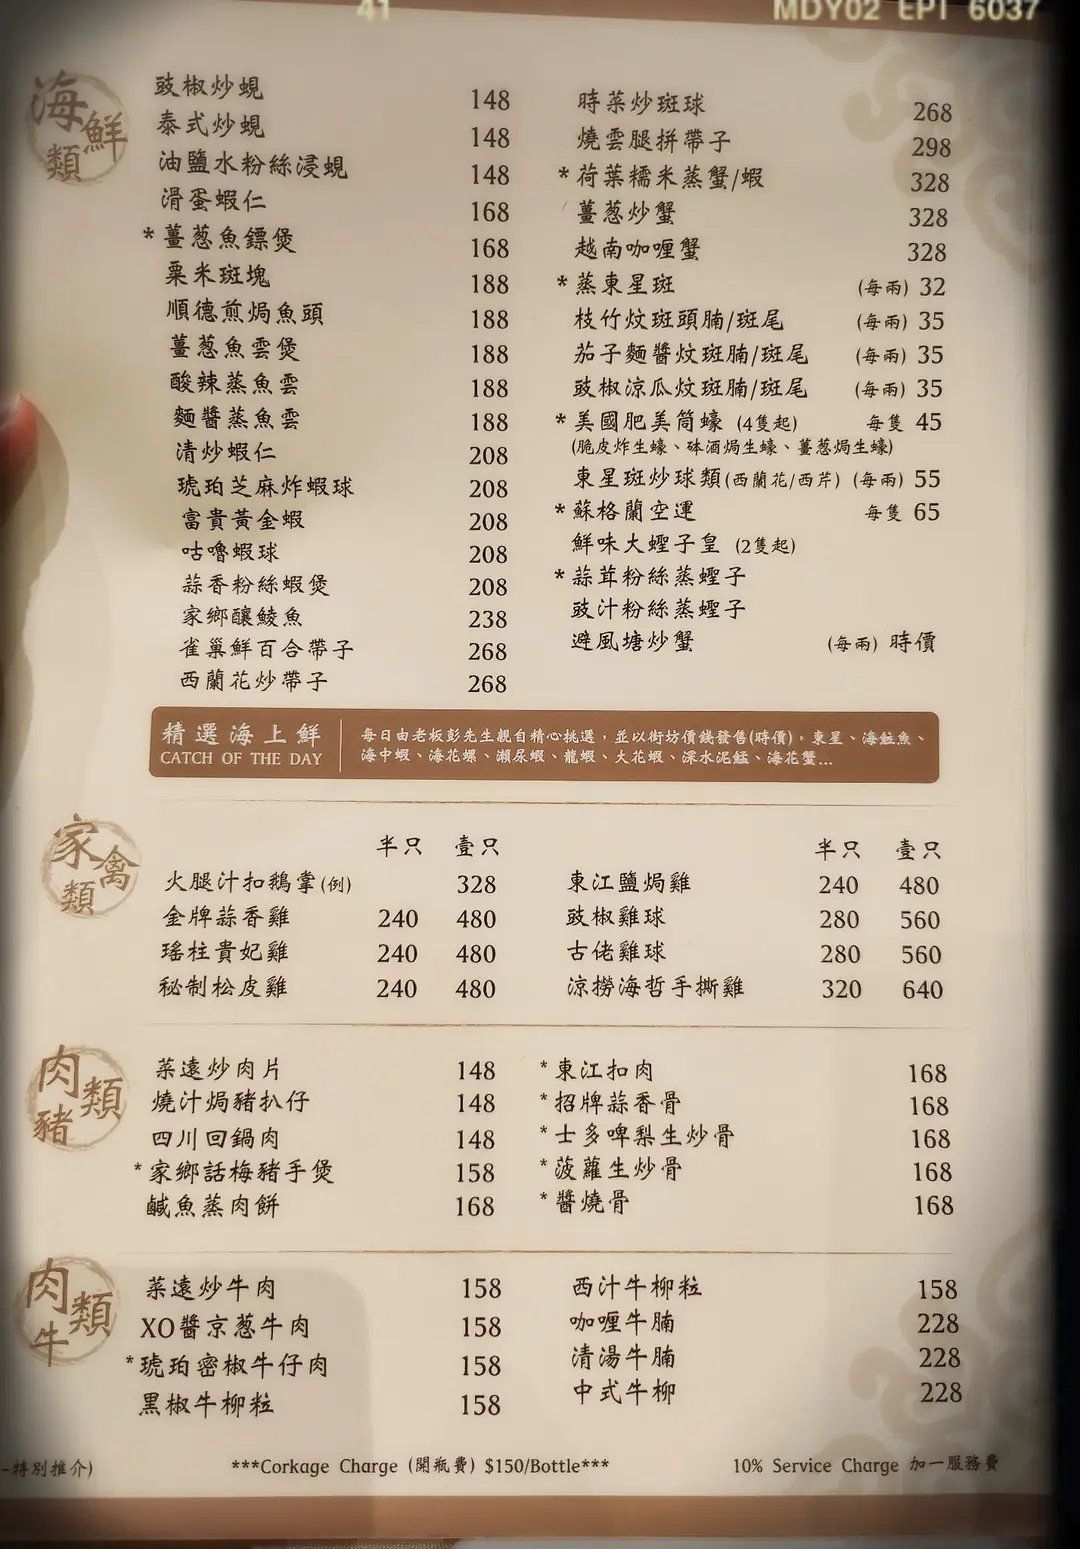 41
MDY02 EPI 6037
海鮮類
豉椒炒蜆 148
泰式炒蜆 148
油鹽水粉絲浸蜆 148
滑蛋蝦仁 168
*薑葱魚鏢煲 168
粟米斑塊 188
順德煎焗魚頭 188
薑葱魚雲煲 188
酸辣蒸魚雲 188
麵醬蒸魚雲 188
清炒蝦仁 208
琥珀芝麻炸蝦球 208
富貴黃金蝦 208
咕嚕蝦球 208
蒜香粉絲蝦煲 208
家鄉釀鯪魚 238
雀巢鮮百合帶子 268
西蘭花炒帶子 268
時菜炒斑球 268
燒雲腿拼帶子 298
*荷葉糯米蒸蟹/蝦 328
薑葱炒蟹 328
越南咖喱蟹 328
*蒸東星斑 (每兩) 32
枝竹炆斑頭腩/斑尾 (每兩) 35
茄子麵醬炆斑腩/斑尾 (每兩) 35
豉椒涼瓜炆斑腩/斑尾 (每兩) 35
*美國肥美筒蠔 (4隻起) 每隻 45
(脆皮炸生蠔、砵酒焗生蠔、薑葱焗生蠔)
東星斑炒球類(西蘭花/西芹) (每兩) 55
*蘇格蘭空運 每隻 65
鮮味大蟶子皇 (2隻起)
*蒜茸粉絲蒸蟶子
豉汁粉絲蒸蟶子
避風塘炒蟹 (每兩) 時價
精選海上鮮
CATCH OF THE DAY
每日由老板彭先生親自精心挑選，並以街坊價錢發售(時價)，東星、海魚、
海中蝦、海花螺、瀨尿蝦、龍蝦、大花蝦、深水泥鯭、海花蟹...
家禽類
半只 壹只
火腿汁扣鵝掌(例) 328
金牌蒜香雞 240 480
瑤柱貴妃雞 240 480
秘制松皮雞 240 480
半只 壹只
東江鹽焗雞 240 480
豉椒雞球 280 560
古佬雞球 280 560
涼撈海哲手撕雞 320 640
豬肉類
菜遠炒肉片 148
燒汁焗豬扒仔 148
四川回鍋肉 148
*家鄉話梅豬手煲 158
鹹魚蒸肉餅 168
*東江扣肉 168
*招牌蒜香骨 168
*士多啤梨生炒骨 168
*菠蘿生炒骨 168
*醬燒骨 168
牛肉類
菜遠炒牛肉 158
XO醬京葱牛肉 158
*琥珀密椒牛仔肉 158
黑椒牛柳粒 158
西汁牛柳粒 158
咖喱牛腩 228
清湯牛腩 228
中式牛柳 228
-特別推介)
***Corkage Charge (開瓶費) $150/Bottle***
10% Service Charge 加一服務費